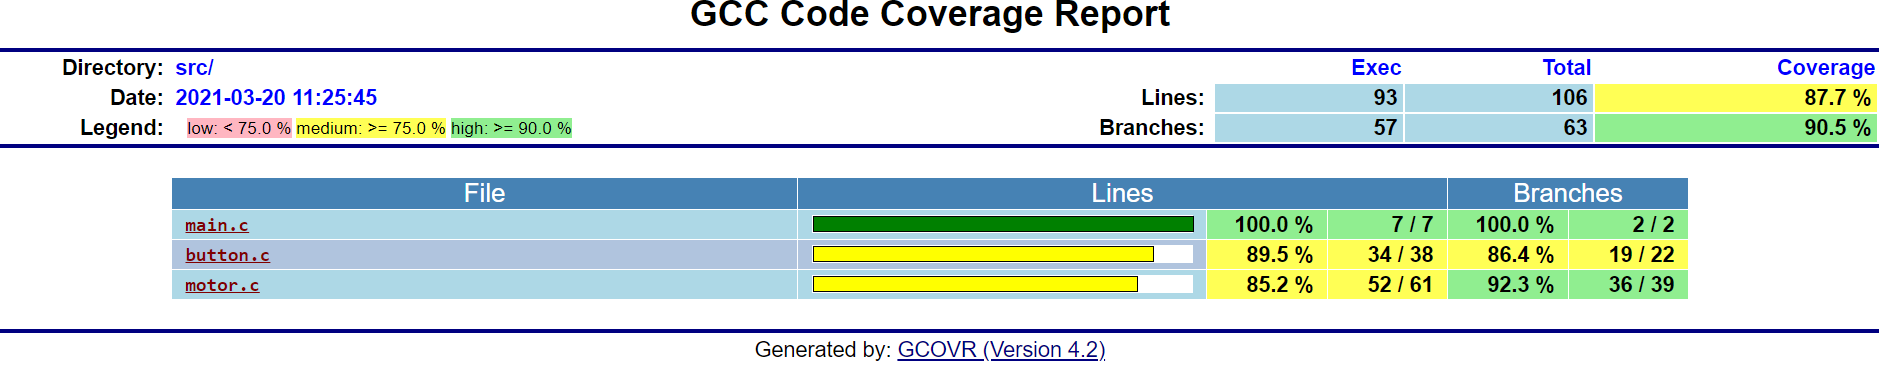 GCC Code Coverage Report
Directory: src/ Exec Total Coverage
Date: 2021-03-20 11:25:45 Lines: 93 106 87.7 %
Legend: low: < 75.0 % medium: >= 75.0 % high: >= 90.0 % Branches: 57 63 90.5 %
File Lines Branches
main.c 100.0 % 7 / 7 100.0 % 2 / 2
button.c 89.5 % 34 / 38 86.4 % 19 / 22
motor.c 85.2 % 52 / 61 92.3 % 36 / 39
Generated by: GCOVR (Version 4.2)